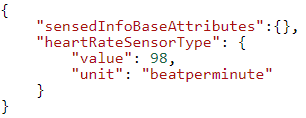 {
"sensedInfoBaseAttributes":{},
"heartRateSensorType": {
"value": 98,
"unit": "beatperminute"
}
}